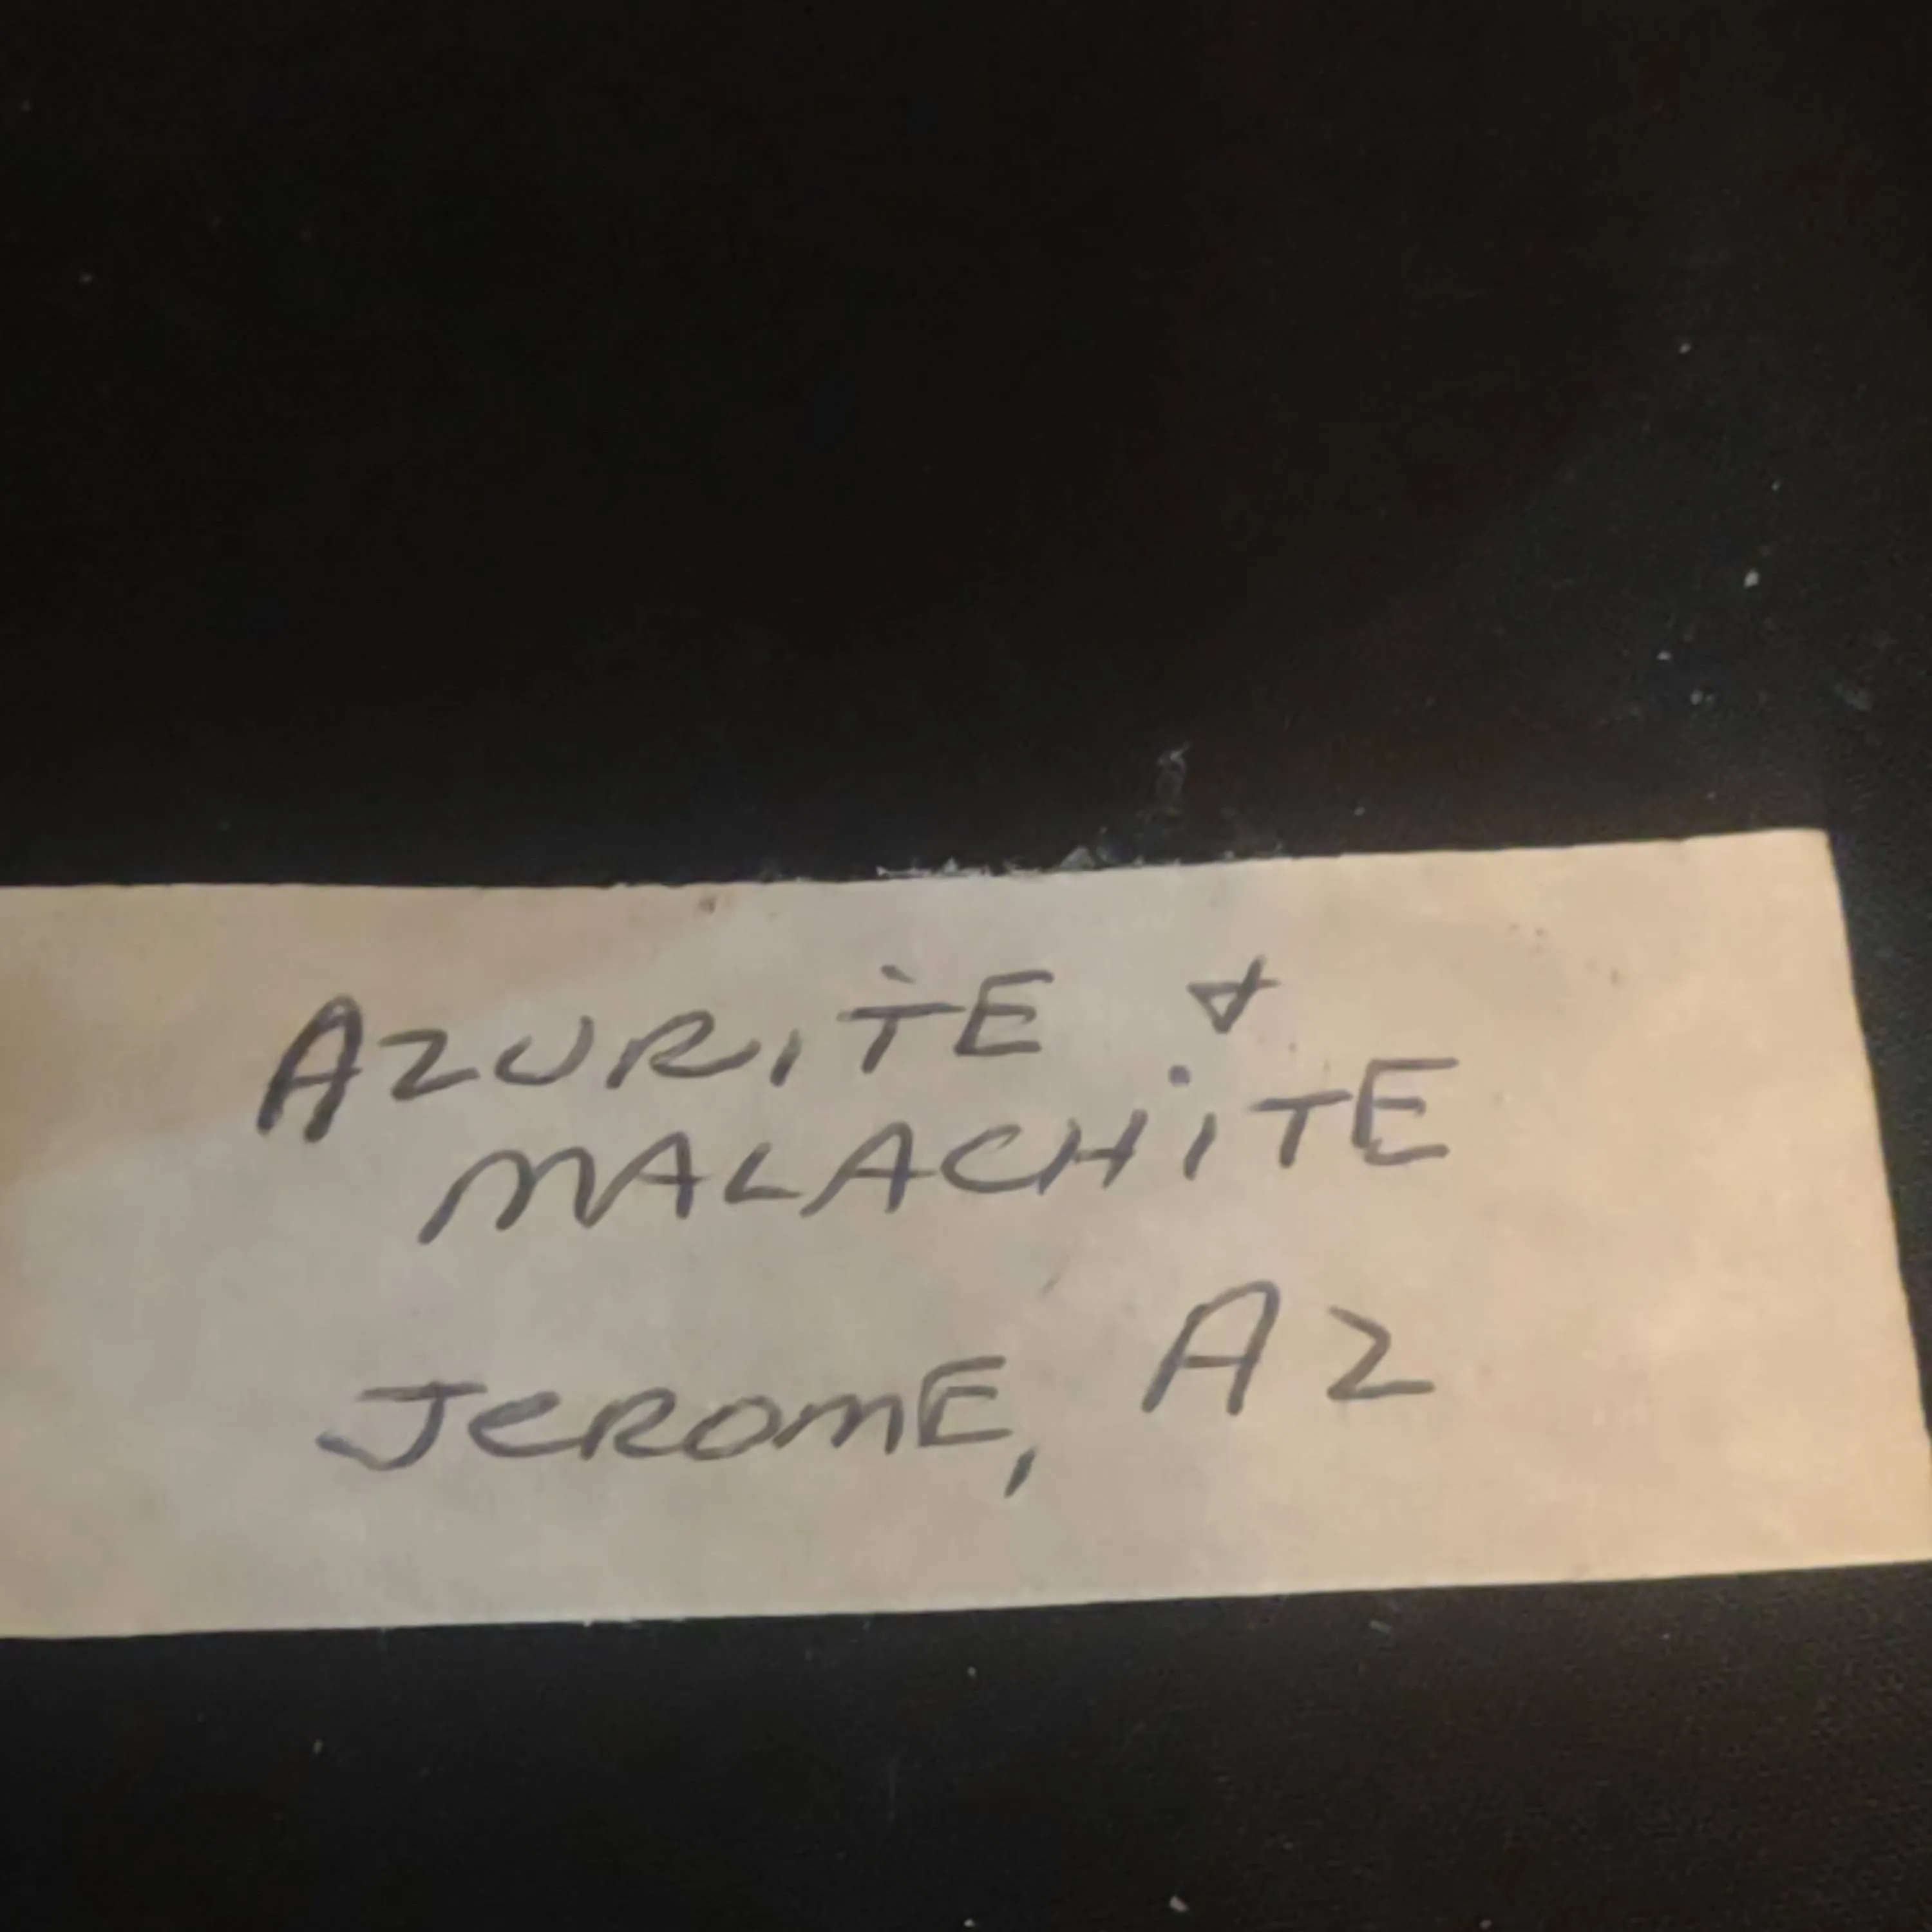 AZURITE &
MALACHITE
JEROME, AZ